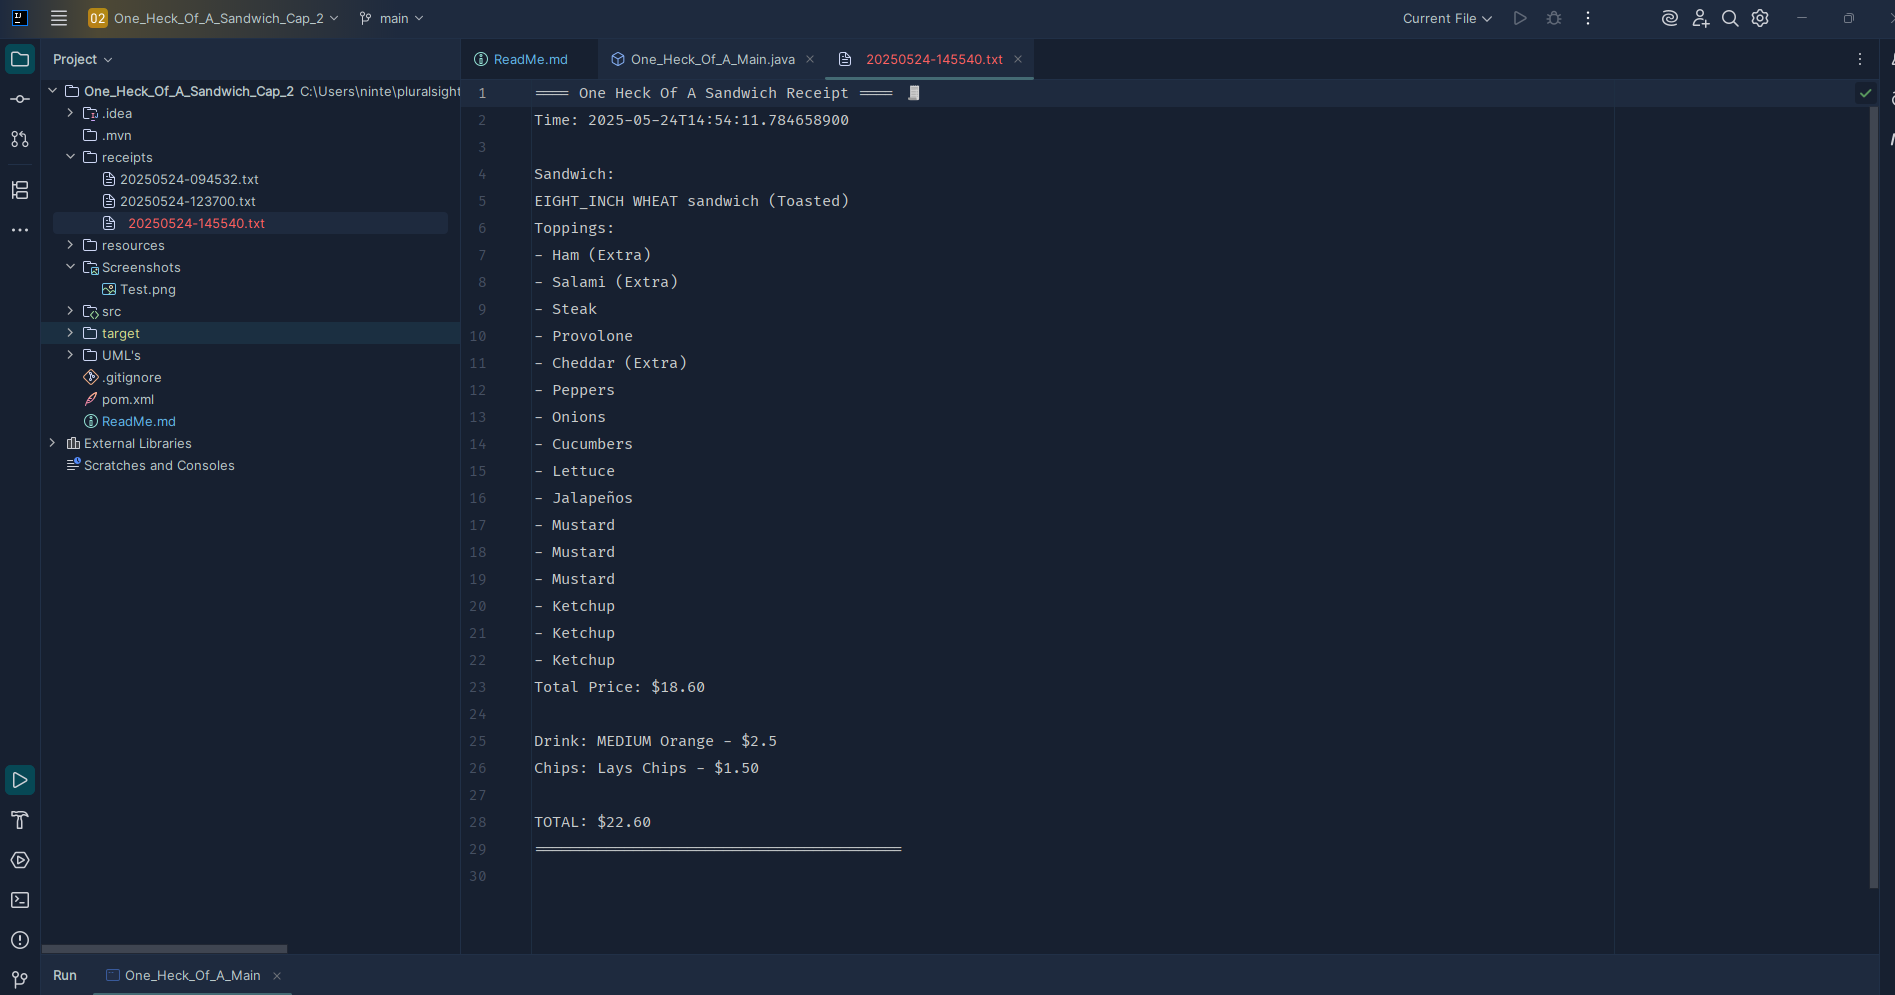 02 One_Heck_Of_A_Sandwich_Cap_2 main Current File
Project
ReadMe.md One_Heck_Of_A_Main.java 20250524-145540.txt
One_Heck_Of_A_Sandwich_Cap_2 C:\Users\ninte\pluralsight
.idea
.mvn
receipts
20250524-094532.txt
20250524-123700.txt
20250524-145540.txt
resources
Screenshots
Test.png
src
target
UML's
.gitignore
pom.xml
ReadMe.md
External Libraries
Scratches and Consoles
1 ==== One Heck Of A Sandwich Receipt ====
2 Time: 2025-05-24T14:54:11.784658900
3
4 Sandwich:
5 EIGHT_INCH WHEAT sandwich (Toasted)
6 Toppings:
7 - Ham (Extra)
8 - Salami (Extra)
9 - Steak
10 - Provolone
11 - Cheddar (Extra)
12 - Peppers
13 - Onions
14 - Cucumbers
15 - Lettuce
16 - Jalapeños
17 - Mustard
18 - Mustard
19 - Mustard
20 - Ketchup
21 - Ketchup
22 - Ketchup
23 Total Price: $18.60
24
25 Drink: MEDIUM Orange - $2.5
26 Chips: Lays Chips - $1.50
27
28 TOTAL: $22.60
29 =========================================
30
Run One_Heck_Of_A_Main